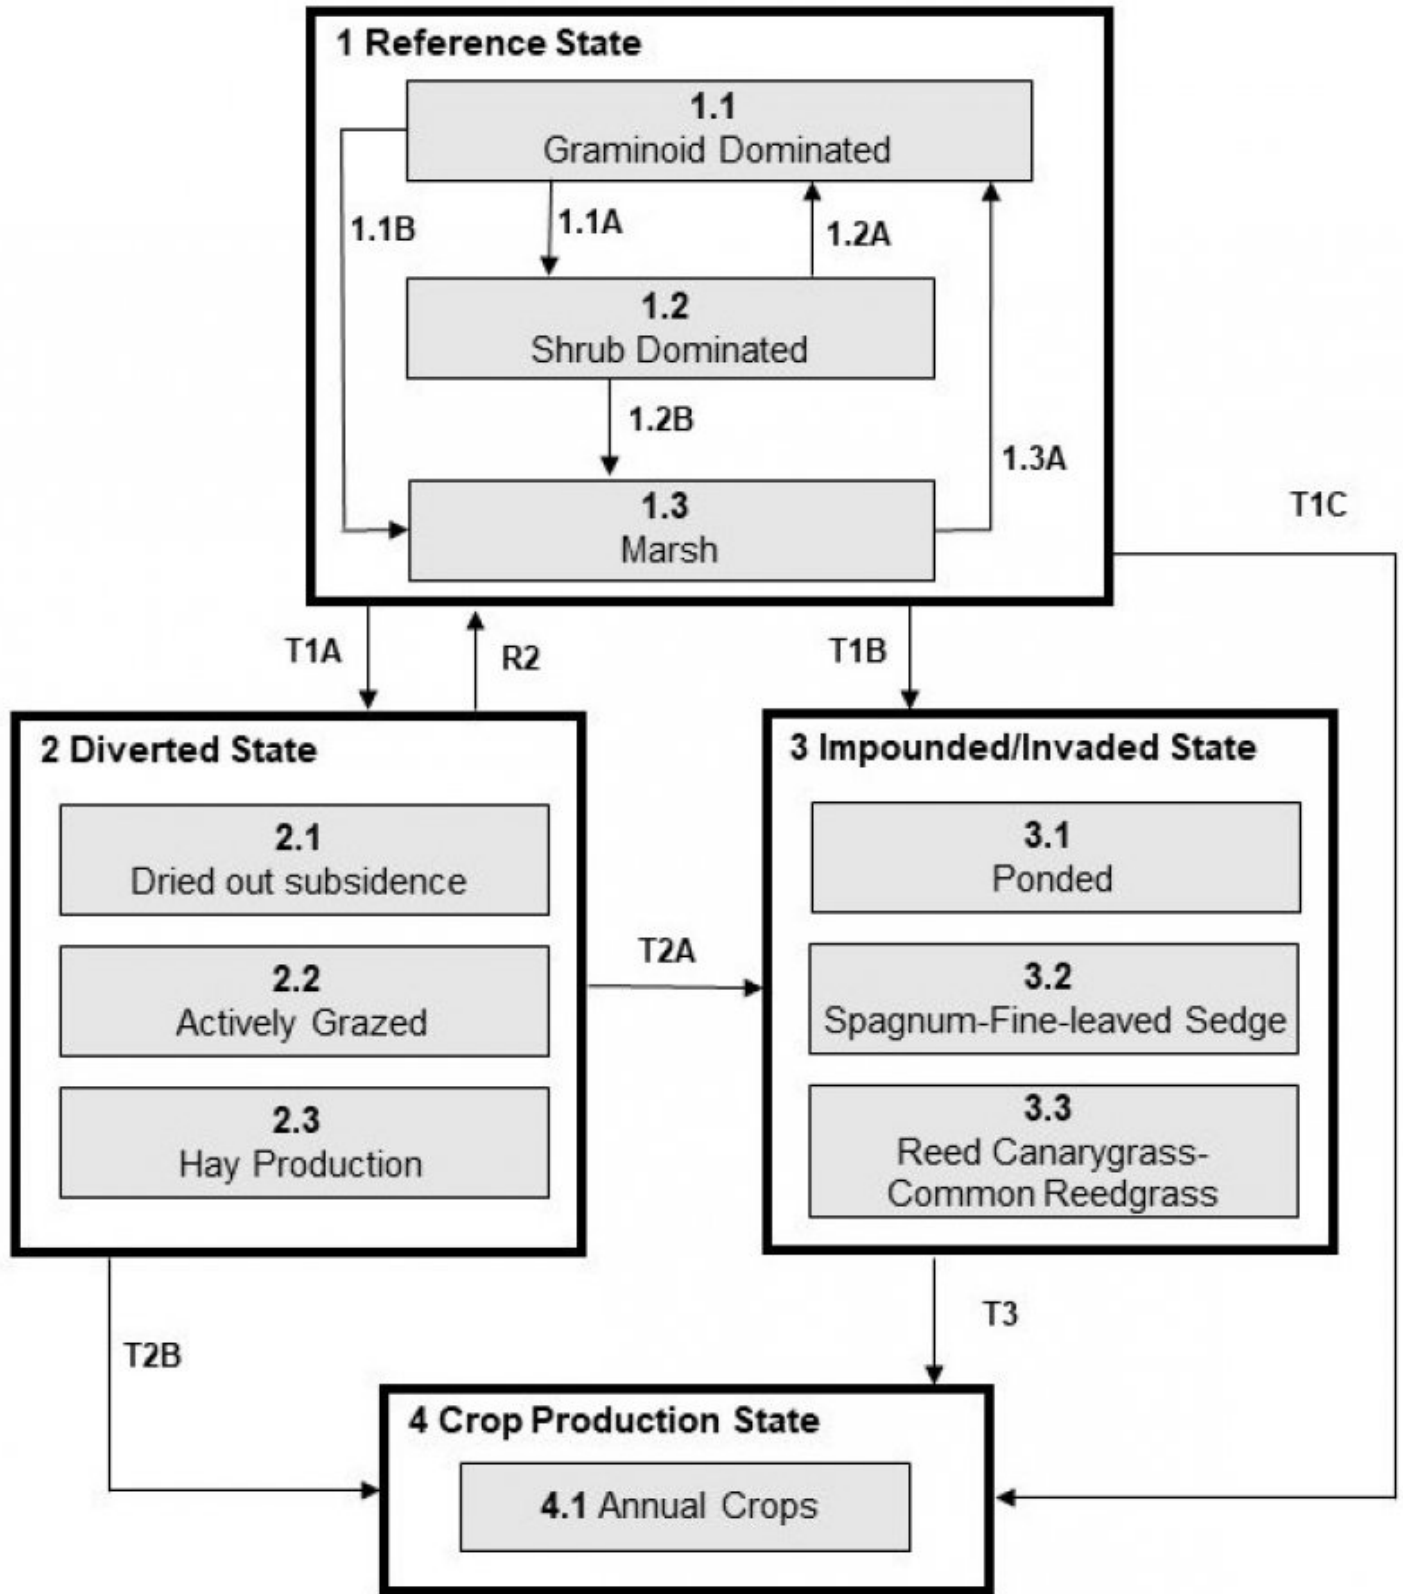 1 Reference State
1.1
Graminoid Dominated
1.1B
1.1A
1.2A
1.2
Shrub Dominated
1.2B
1.3A
1.3
Marsh
T1C
T1A
R2
T1B
2 Diverted State
2.1
Dried out subsidence
2.2
Actively Grazed
2.3
Hay Production
T2A
3 Impounded/Invaded State
3.1
Ponded
3.2
Spagnum-Fine-leaved Sedge
3.3
Reed Canarygrass-
Common Reedgrass
T2B
T3
4 Crop Production State
4.1 Annual Crops